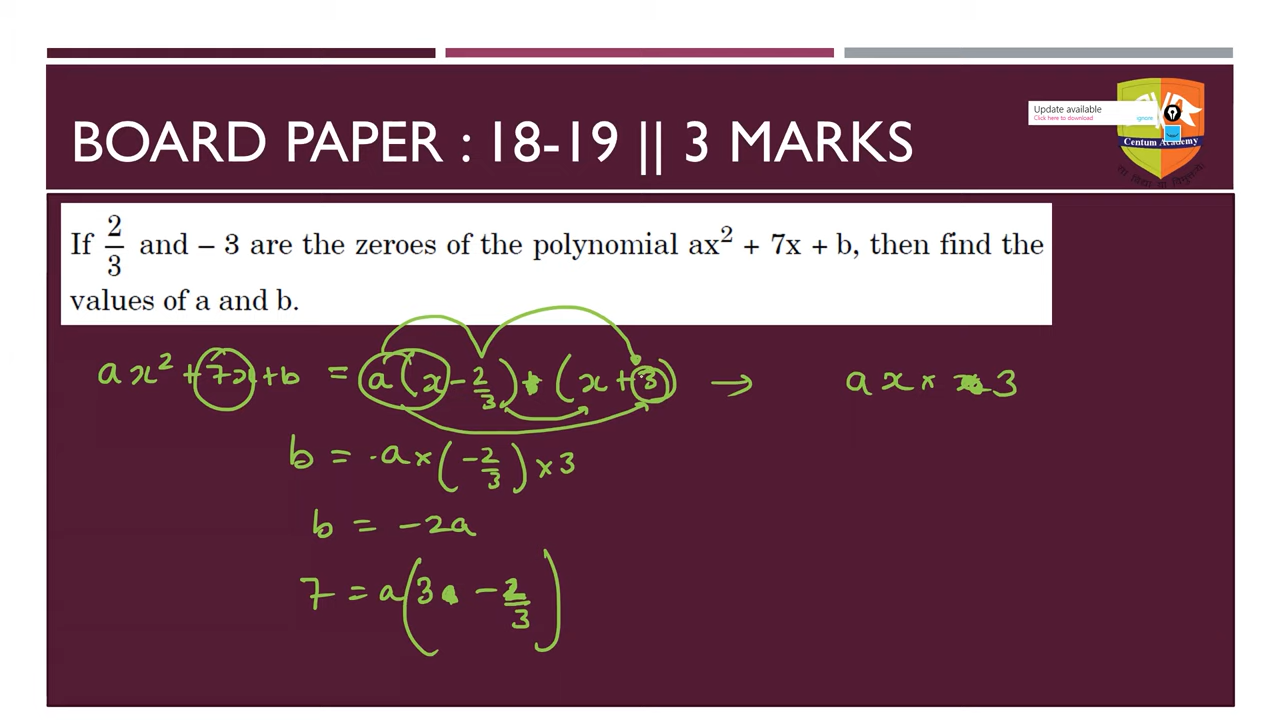 BOARD PAPER : 18-19 || 3 MARKS
Update available
Click here to download
ignore
Centum Academy
If 2/3 and – 3 are the zeroes of the polynomial ax² + 7x + b, then find the
values of a and b.
ax² + 7x + b = a(x - 2/3) (x + 3) → ax × 3
b = a × (-2/3) × 3
b = -2a
7 = a(3 - 2/3)